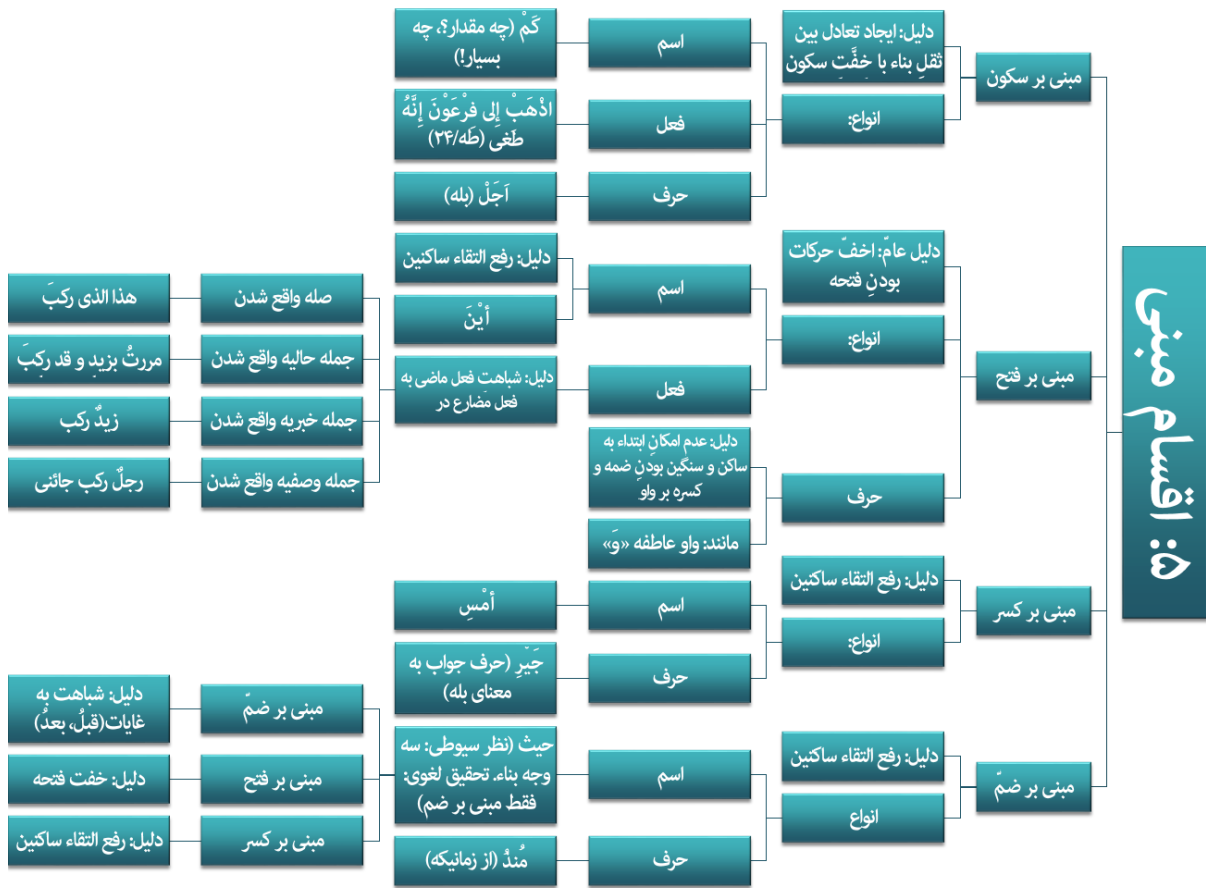 ۵: اقسام مبنی
مبنی بر سکون
دلیل: ایجاد تعادل بین
ثقلِ بناء با خِفَّتِ سکون
انواع:
اسم
کَمْ (چه مقدار؟، چه
بسیار!)
فعل
اذْهَبْ إِلی فِرْعَوْنَ إِنَّهُ
طَغی (طه/۲۴)
حرف
اَجَلْ (بله)
مبنی بر فتح
دلیل عامّ: اخفّ حرکات
بودنِ فتحه
انواع:
اسم
دلیل: رفع التقاء ساکنین
أیْنَ
فعل
دلیل: شباهتِ فعل ماضی به
فعل مضارع در
صله واقع شدن
هذا الذی رکبَ
جمله حالیه واقع شدن
مررتُ بزیدٍ و قد رکِبَ
جمله خبریه واقع شدن
زیدٌ رکب
جمله وصفیه واقع شدن
رجلٌ رکب جائنی
حرف
دلیل: عدم امکانِ ابتداء به
ساکن و سنگین بودنِ ضمه و
کسره بر واو
مانند: واو عاطفه «وَ»
مبنی بر کسر
دلیل: رفع التقاء ساکنین
انواع:
اسم
أمْسِ
حرف
جَیْرِ (حرف جواب به
معنای بله)
مبنی بر ضمّ
دلیل: رفع التقاء ساکنین
انواع
اسم
حیث (نظر سیوطی: سه
وجه بناء. تحقیق لغوی:
فقط مبنی بر ضم)
مبنی بر ضمّ
دلیل: شباهت به
غایات(قبلُ، بعدُ)
مبنی بر فتح
دلیل: خفت فتحه
مبنی بر کسر
دلیل: رفع التقاء ساکنین
حرف
مُنذُ (از زمانیکه)